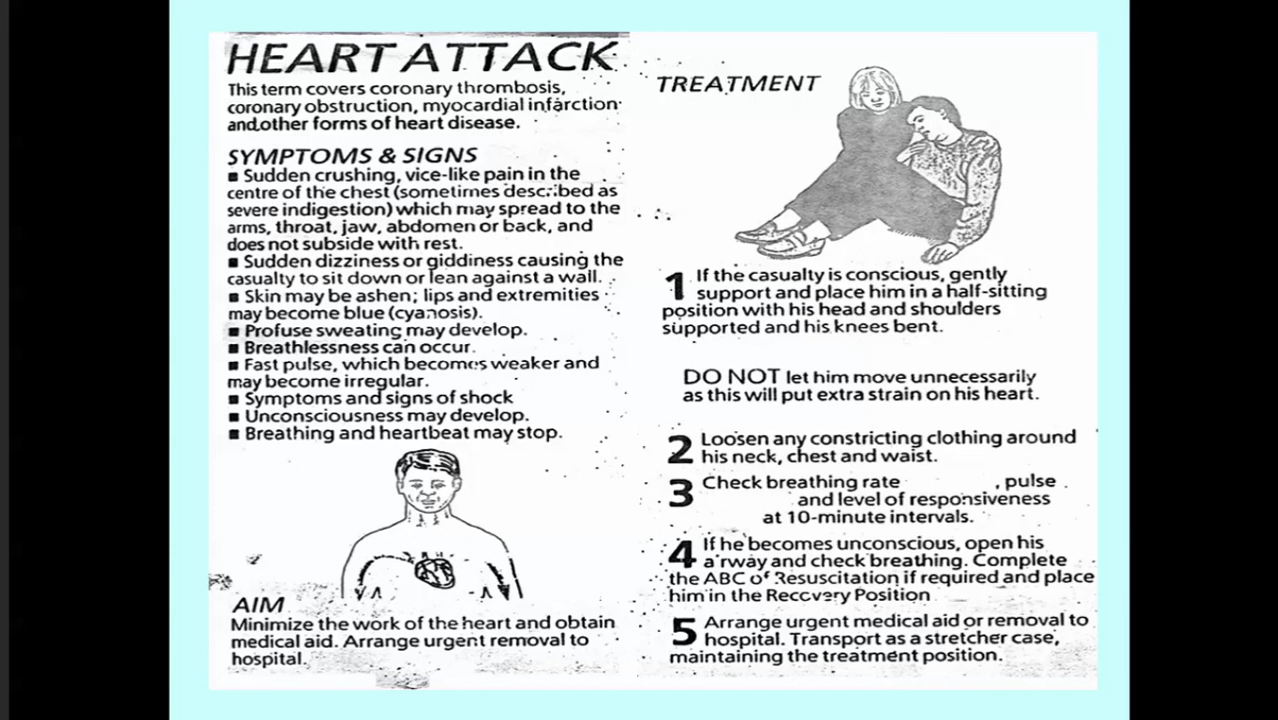 HEART ATTACK
This term covers coronary thrombosis,
coronary obstruction, myocardial infarction
and other forms of heart disease.
SYMPTOMS & SIGNS
■ Sudden crushing, vice-like pain in the
centre of the chest (sometimes described as
severe indigestion) which may spread to the
arms, throat, jaw, abdomen or back, and
does not subside with rest.
■ Sudden dizziness or giddiness causing the
casualty to sit down or lean against a wall.
■ Skin may be ashen; lips and extremities
may become blue (cyanosis).
■ Profuse sweating may develop.
■ Breathlessness can occur.
■ Fast pulse, which becomes weaker and
may become irregular.
■ Symptoms and signs of shock
■ Unconsciousness may develop.
■ Breathing and heartbeat may stop.
AIM
Minimize the work of the heart and obtain
medical aid. Arrange urgent removal to
hospital.
TREATMENT
1 If the casualty is conscious, gently
support and place him in a half-sitting
position with his head and shoulders
supported and his knees bent.
DO NOT let him move unnecessarily
as this will put extra strain on his heart.
2 Loosen any constricting clothing around
his neck, chest and waist.
3 Check breathing rate , pulse
and level of responsiveness
at 10-minute intervals.
4 If he becomes unconscious, open his
airway and check breathing. Complete
the ABC of Resuscitation if required and place
him in the Recovery Position
5 Arrange urgent medical aid or removal to
hospital. Transport as a stretcher case,
maintaining the treatment position.